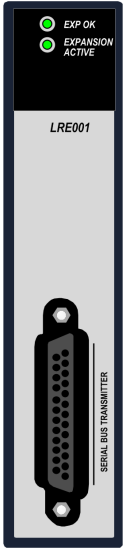 EXP OK
EXPANSION
ACTIVE
LRE001
SERIAL BUS TRANSMITTER